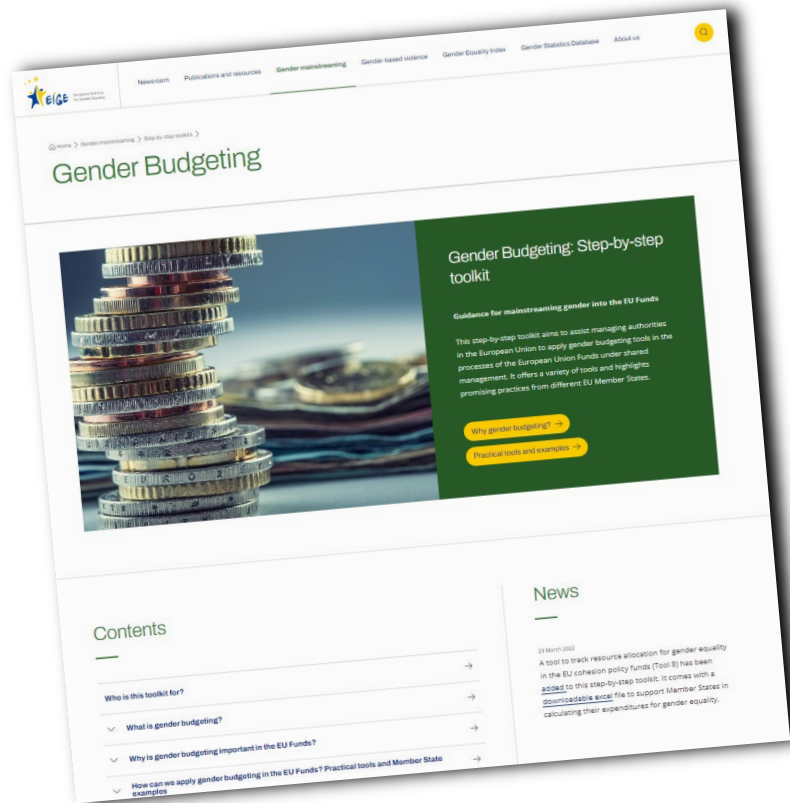 EIGE European Institute for Gender Equality
Newsroom Publications and resources Gender mainstreaming Gender-based violence Gender Equality Index Gender Statistics Database About us
Home > Gender mainstreaming > Step-by-step toolkits >
Gender Budgeting
Gender Budgeting: Step-by-step
toolkit
Guidance for mainstreaming gender into the EU Funds
This step-by-step toolkit aims to assist managing authorities
in the European Union to apply gender budgeting tools in the
processes of the European Union Funds under shared
management. It offers a variety of tools and highlights
promising practices from different EU Member States.
Why gender budgeting? →
Practical tools and examples →
Contents
Who is this toolkit for?
What is gender budgeting?
Why is gender budgeting important in the EU Funds?
How can we apply gender budgeting in the EU Funds? Practical tools and Member State
examples
News
23 March 2022
A tool to track resource allocation for gender equality
in the EU cohesion policy funds (Tool 8) has been
added to this step-by-step toolkit. It comes with a
downloadable excel file to support Member States in
calculating their expenditures for gender equality.